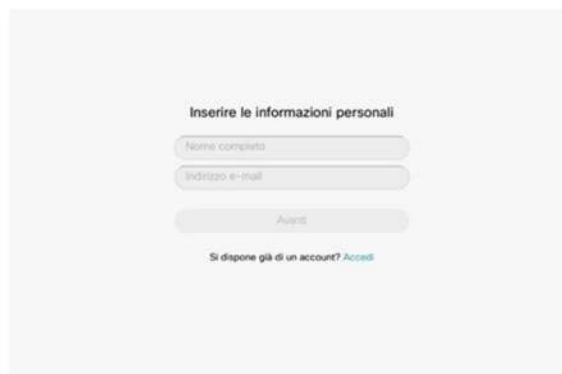 Inserire le informazioni personali
Nome completo
Indirizzo e-mail
Avanti
Si dispone già di un account? Accedi